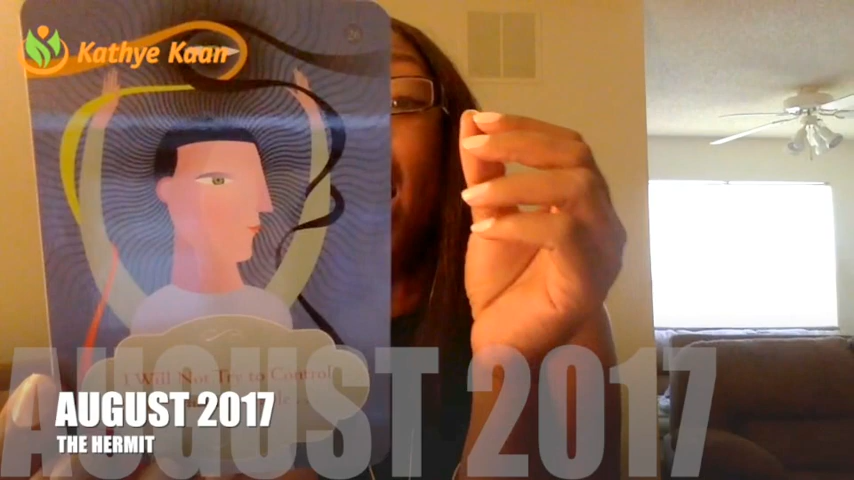 Kathye Kaan
I Will Not Try to Control
AUGUST 2017
AUGUST 2017
THE HERMIT